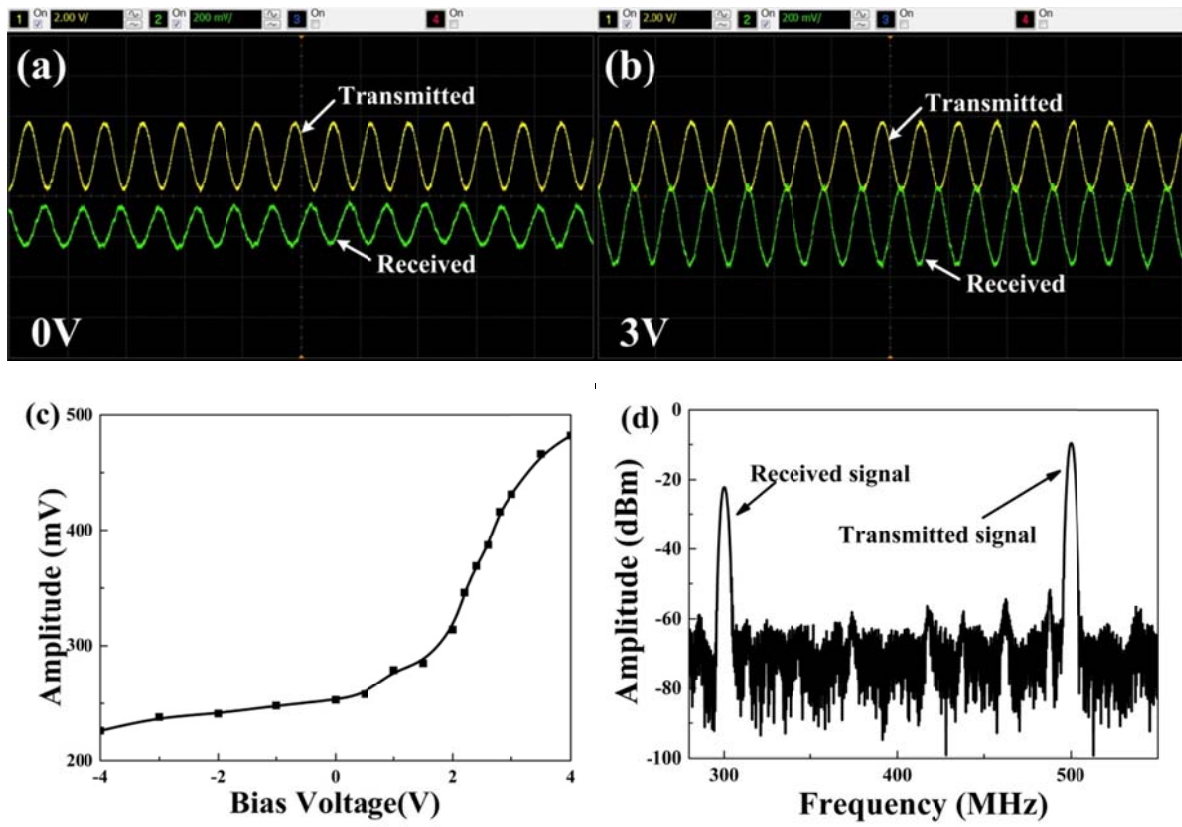 1 On 2.00 V/ 2 On 200 mV/ 3 On 4 On
1 On 2.00 V/ 2 On 200 mV/ 3 On 4 On
(a)
Transmitted
Received
0V
(b)
Transmitted
Received
3V
(c)
500
400
300
200
Amplitude (mV)
-4 -2 0 2 4
Bias Voltage(V)
(d)
0
-20
-40
-60
-80
-100
Amplitude (dBm)
Received signal
Transmitted signal
300 400 500
Frequency (MHz)